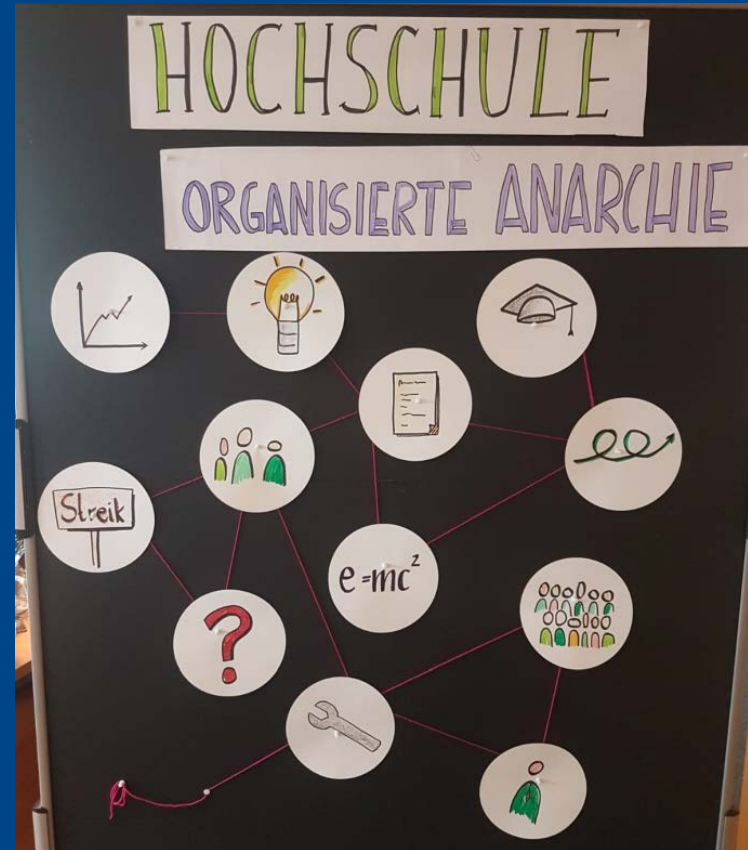 HOCHSCHULE
ORGANISIERTE ANARCHIE
Streik
?
e=mc²